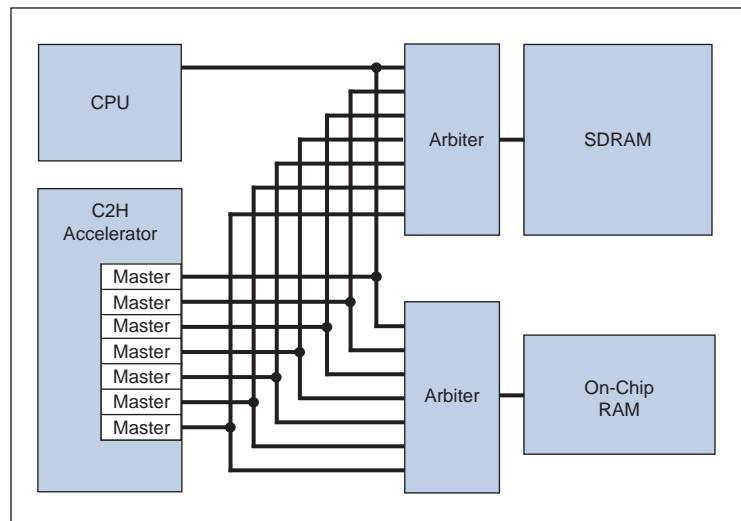 CPU
Arbiter
SDRAM
C2H
Accelerator
Master
Master
Master
Master
Master
Master
Master
Arbiter
On-Chip
RAM